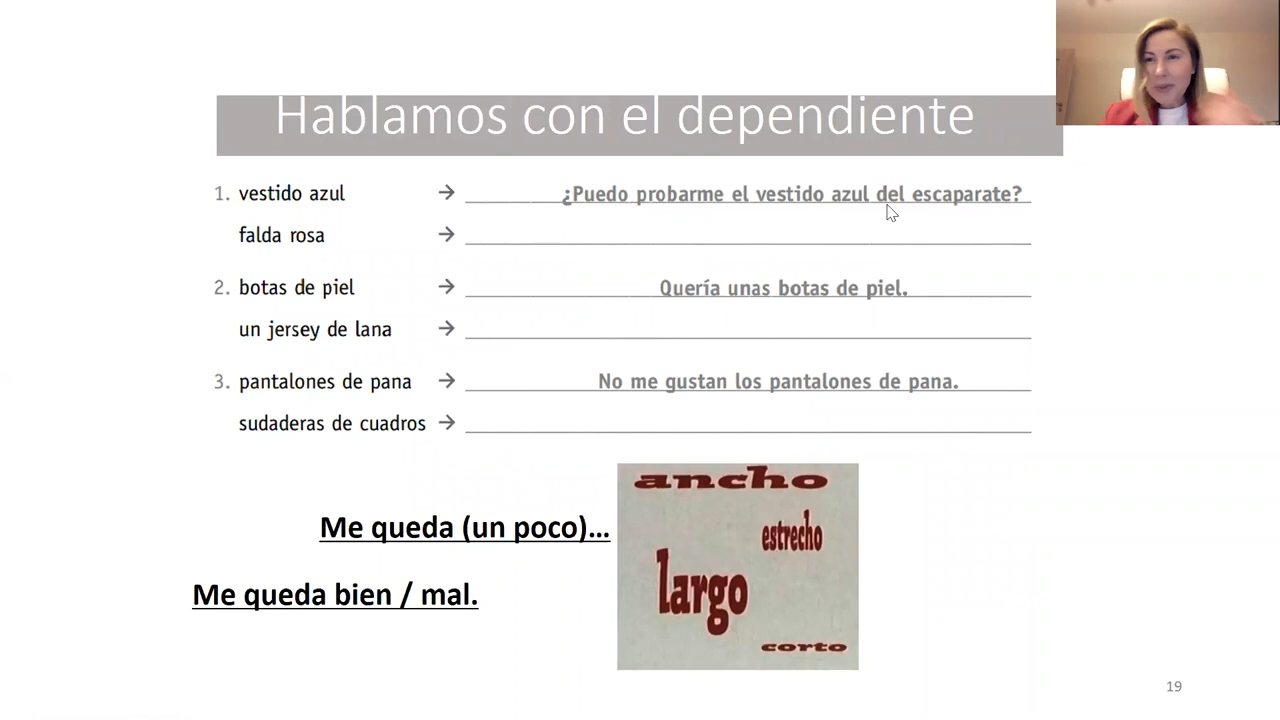 Hablamos con el dependiente
1. vestido azul → ¿Puedo probarme el vestido azul del escaparate?
falda rosa →
2. botas de piel → Quería unas botas de piel.
un jersey de lana →
3. pantalones de pana → No me gustan los pantalones de pana.
sudaderas de cuadros →
ancho
Me queda (un poco)...
estrecho
largo
Me queda bien / mal.
corto
19